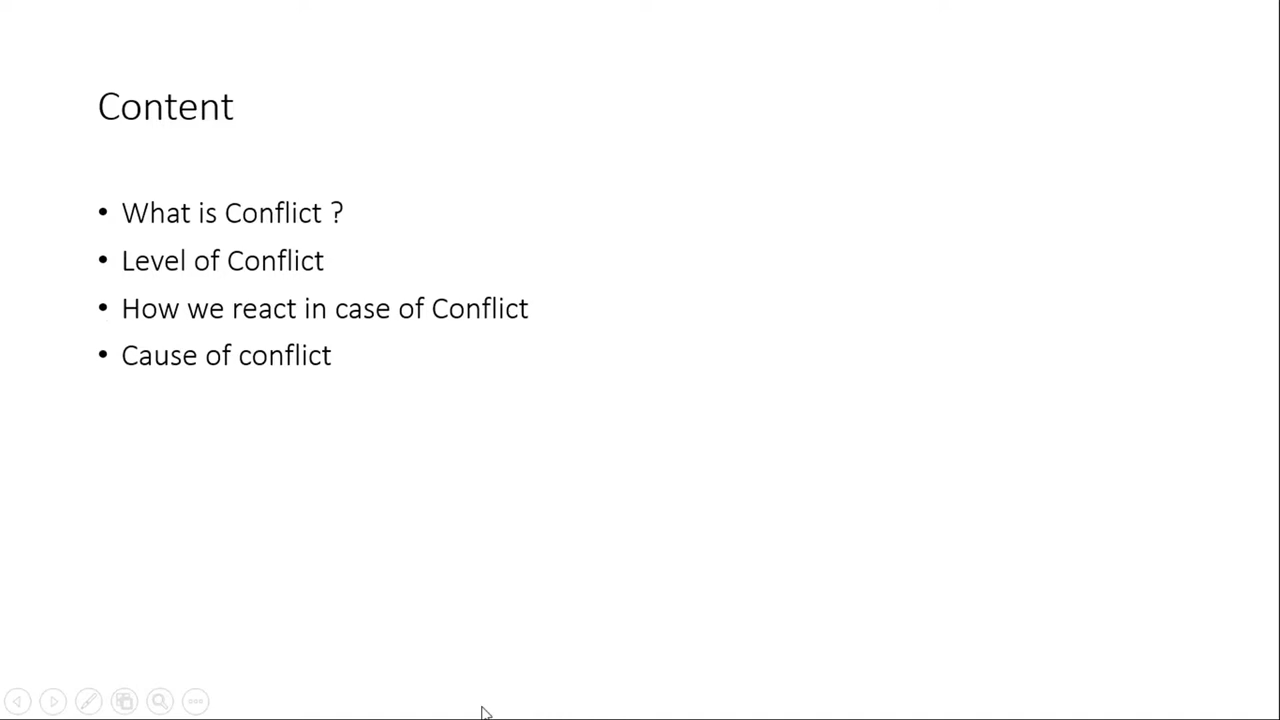 Content
• What is Conflict ?
• Level of Conflict
• How we react in case of Conflict
• Cause of conflict